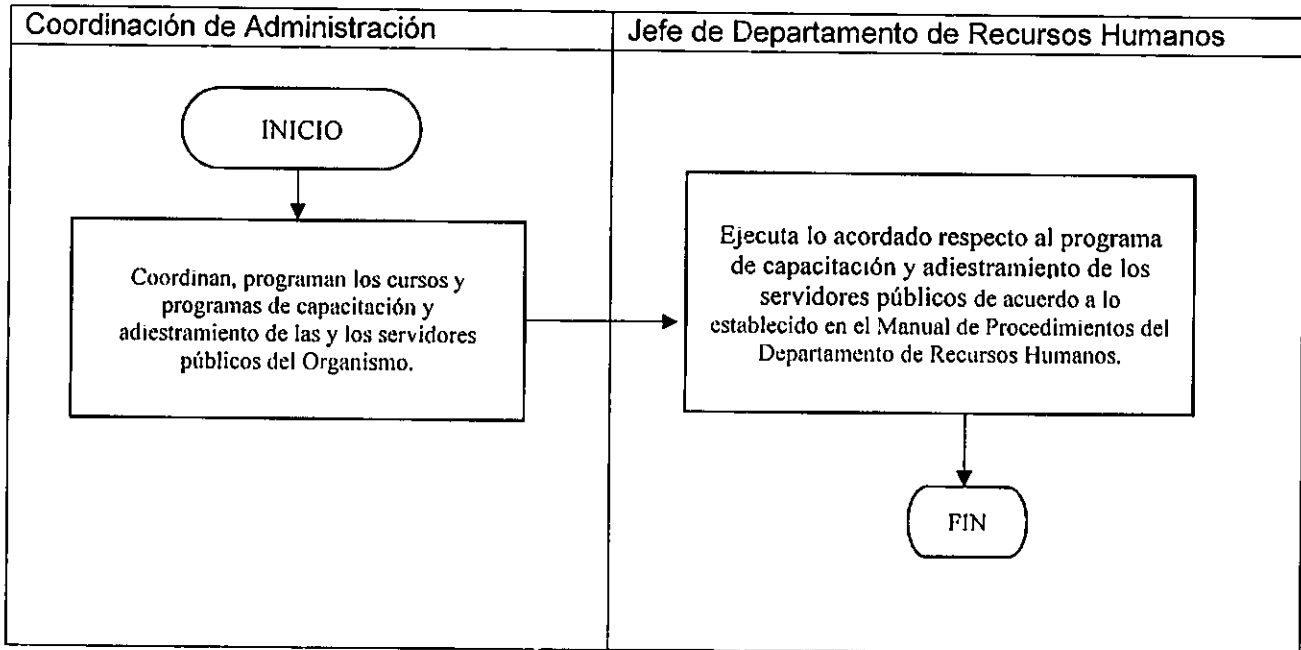 Coordinación de Administración
Jefe de Departamento de Recursos Humanos
INICIO
Coordinan, programan los cursos y
programas de capacitación y
adiestramiento de las y los servidores
públicos del Organismo.
Ejecuta lo acordado respecto al programa
de capacitación y adiestramiento de los
servidores públicos de acuerdo a lo
establecido en el Manual de Procedimientos del
Departamento de Recursos Humanos.
FIN